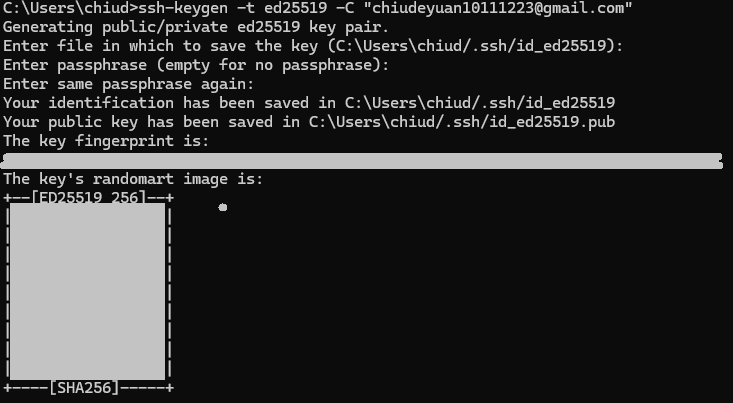 C:\Users\chiud>ssh-keygen -t ed25519 -C "chiudeyuan10111223@gmail.com"
Generating public/private ed25519 key pair.
Enter file in which to save the key (C:\Users\chiud/.ssh/id_ed25519):
Enter passphrase (empty for no passphrase):
Enter same passphrase again:
Your identification has been saved in C:\Users\chiud/.ssh/id_ed25519
Your public key has been saved in C:\Users\chiud/.ssh/id_ed25519.pub
The key fingerprint is:
The key's randomart image is:
+--[ED25519 256]--+
| |
| |
| |
| |
| |
| |
| |
| |
| |
+----[SHA256]-----+